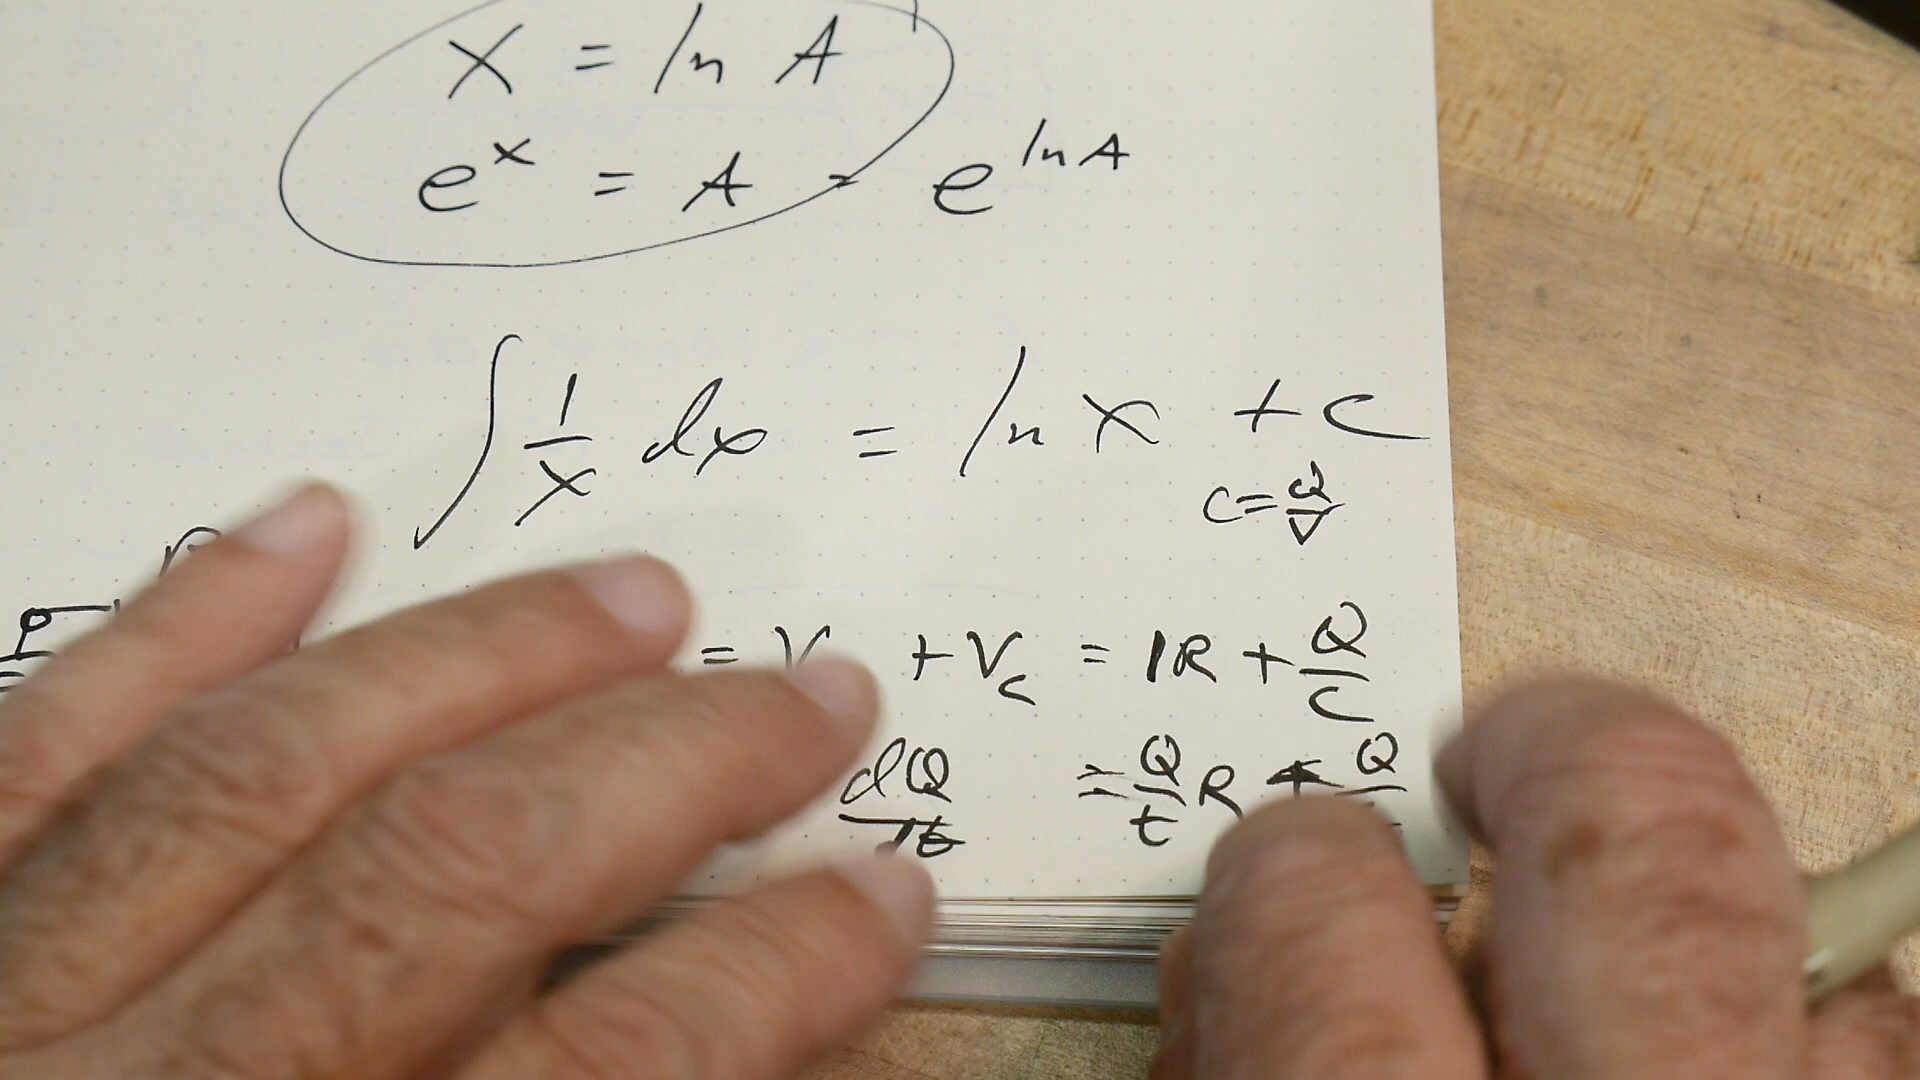 X = ln A
e^x = A = e^ln A
∫ 1/x dx = ln x + C
C = Q/V
= V + V_C = IR + Q/C
dQ/dt = Q/t R + Q